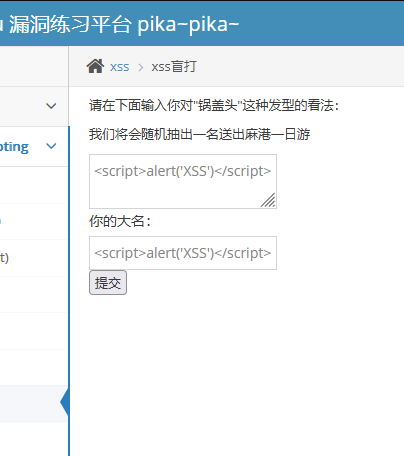 u 漏洞练习平台 pika~pika~
xss > xss盲打
请在下面输入你对"锅盖头"这种发型的看法：
我们将会随机抽出一名送出麻港一日游
pting
<script>alert('XSS')</script>
你的大名：
)
<script>alert('XSS')</script>
t)
提交